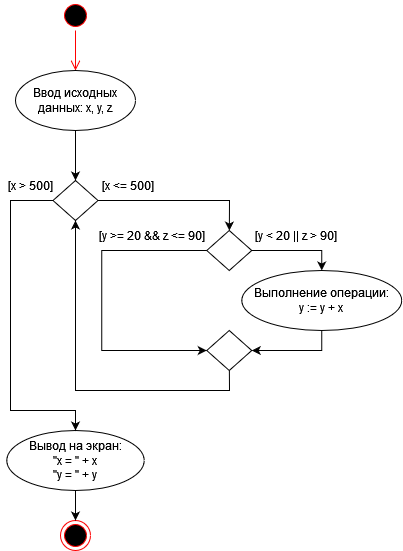 Ввод исходных
данных: x, y, z
[x > 500]
[x <= 500]
[y >= 20 && z <= 90]
[y < 20 || z > 90]
Выполнение операции:
y := y + x
Вывод на экран:
"x = " + x
"y = " + y